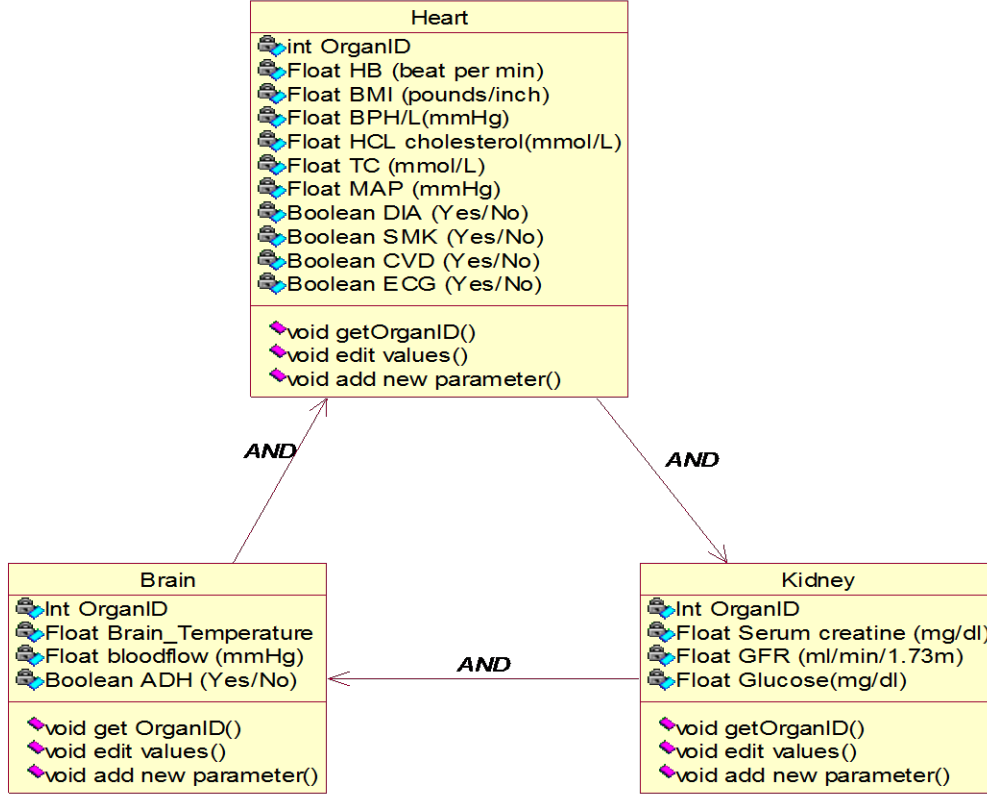 Heart
int OrganID
Float HB (beat per min)
Float BMI (pounds/inch)
Float BPH/L(mmHg)
Float HCL cholesterol(mmol/L)
Float TC (mmol/L)
Float MAP (mmHg)
Boolean DIA (Yes/No)
Boolean SMK (Yes/No)
Boolean CVD (Yes/No)
Boolean ECG (Yes/No)
void getOrganID()
void edit values()
void add new parameter()
AND
AND
Brain
Int OrganID
Float Brain_Temperature
Float bloodflow (mmHg)
Boolean ADH (Yes/No)
void get OrganID()
void edit values()
void add new parameter()
AND
Kidney
Int OrganID
Float Serum creatine (mg/dl)
Float GFR (ml/min/1.73m)
Float Glucose(mg/dl)
void getOrganID()
void edit values()
void add new parameter()